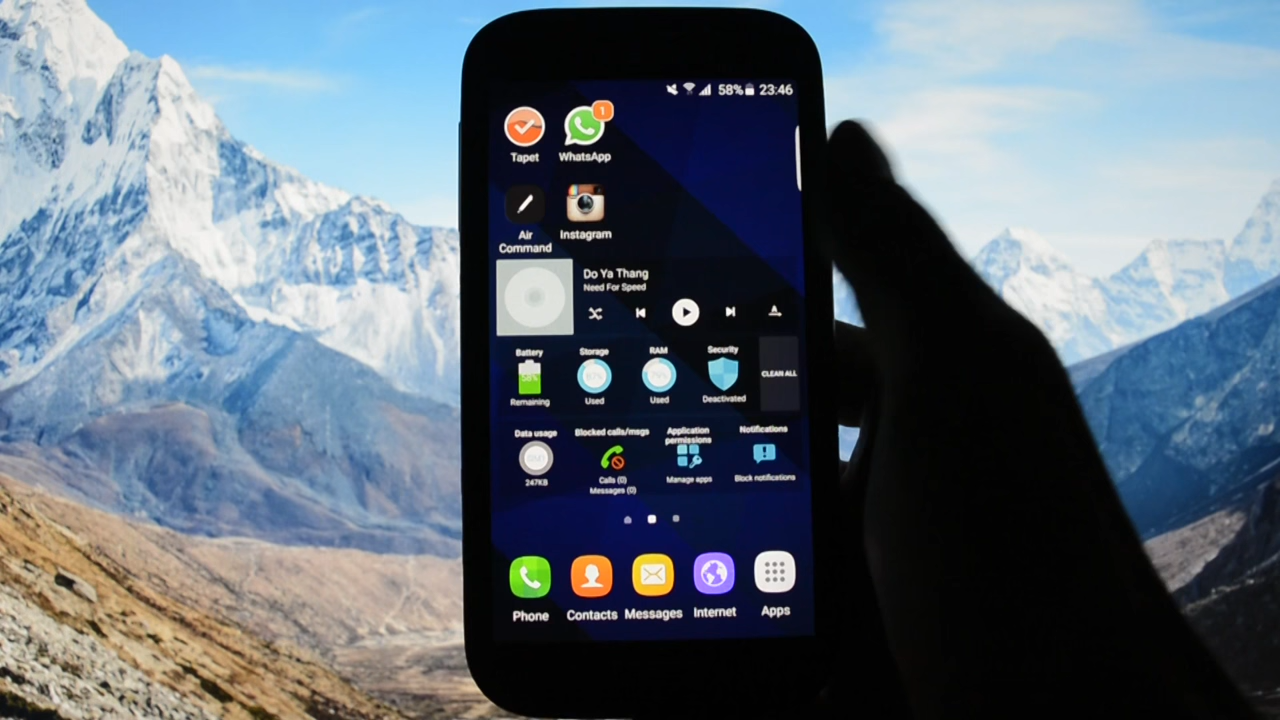 58% 23:46
1
Tapet WhatsApp
Air
Command
Instagram
Do Ya Thang
Need For Speed
Battery Storage RAM Security
58%
CLEAN ALL
Remaining Used Used Deactivated
Data usage Blocked calls/msgs Application
permissions Notifications
247KB
Calls (0)
Messages (0)
Manage apps Block notifications
Phone Contacts Messages Internet Apps